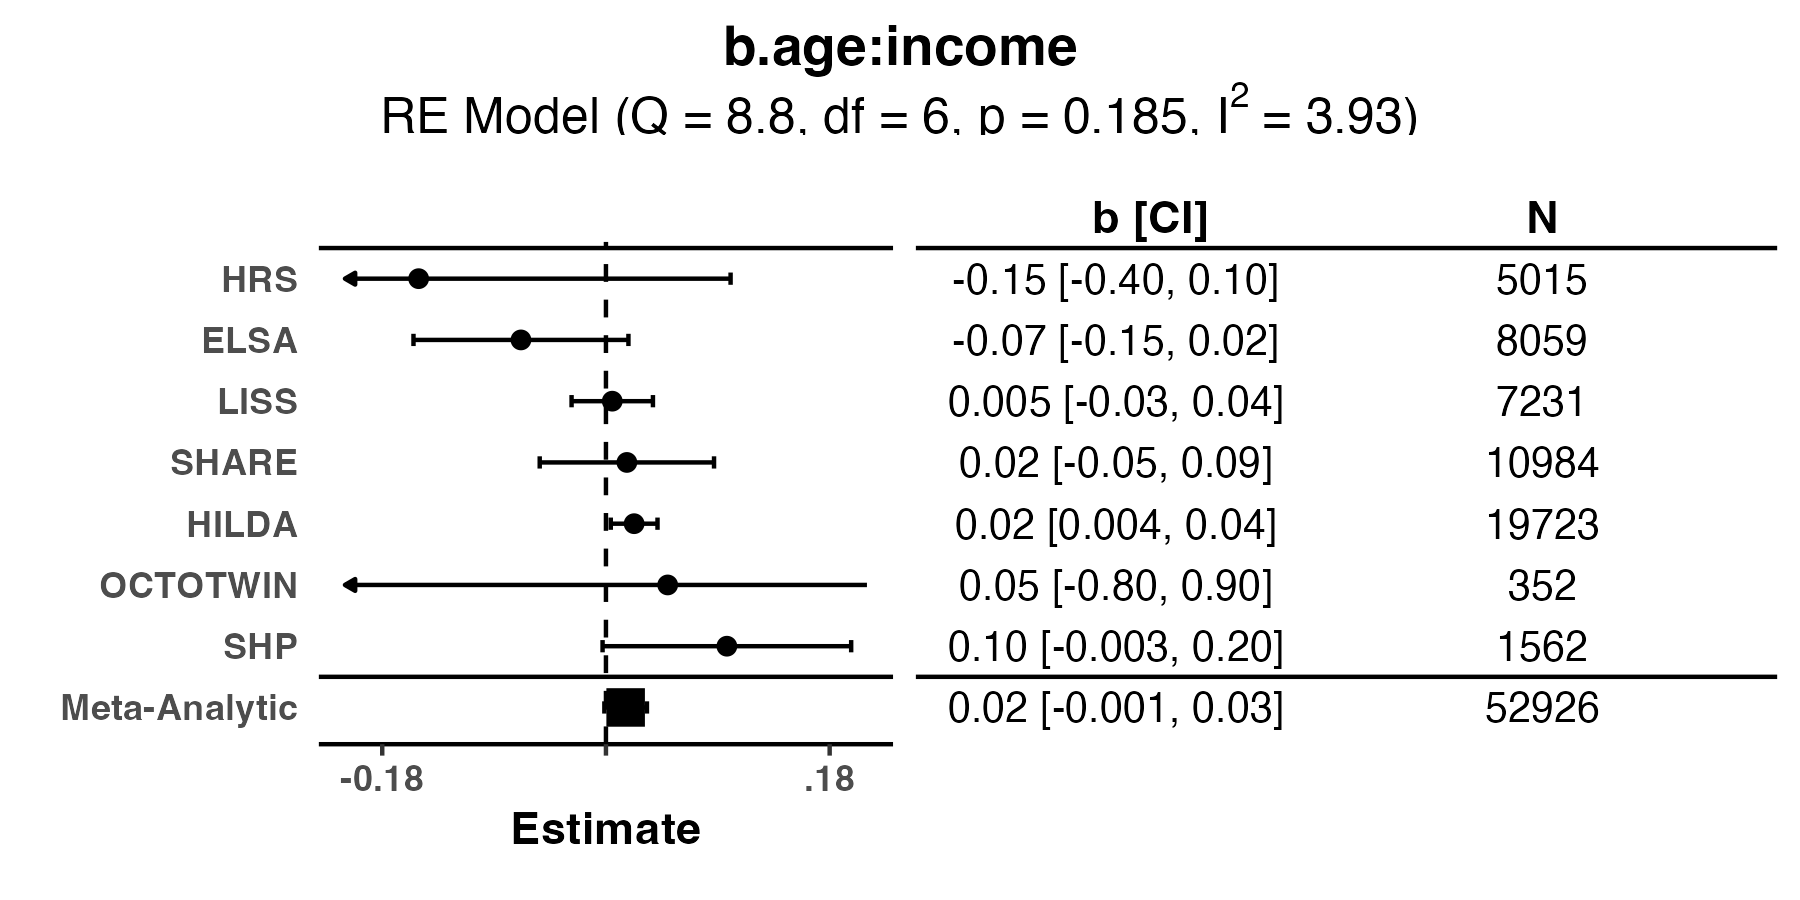 b.age:income
RE Model (Q = 8.8, df = 6, p = 0.185, I² = 3.93)
b [CI] N
HRS -0.15 [-0.40, 0.10] 5015
ELSA -0.07 [-0.15, 0.02] 8059
LISS 0.005 [-0.03, 0.04] 7231
SHARE 0.02 [-0.05, 0.09] 10984
HILDA 0.02 [0.004, 0.04] 19723
OCTOTWIN 0.05 [-0.80, 0.90] 352
SHP 0.10 [-0.003, 0.20] 1562
Meta-Analytic 0.02 [-0.001, 0.03] 52926
-0.18 .18
Estimate